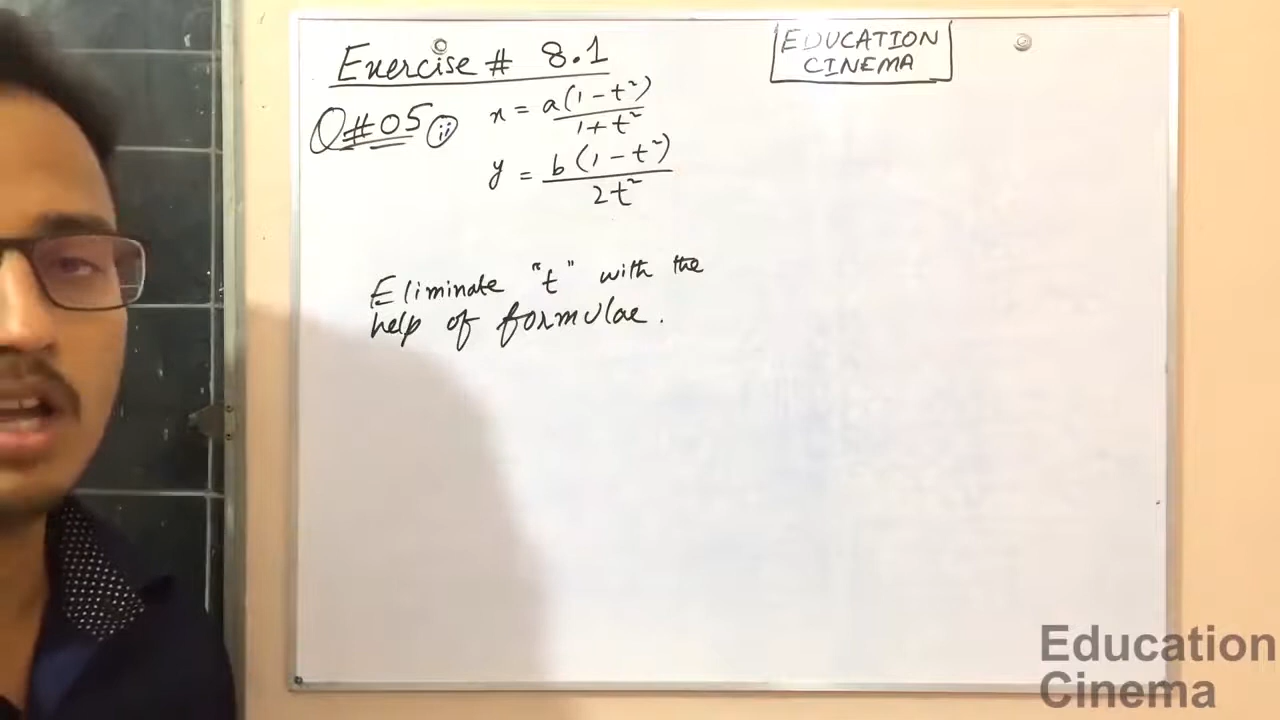 Exercise # 8.1
EDUCATION
CINEMA
Q#05 (ii) x = a(1-t²)
1+t²
y = b(1-t²)
2t²
Eliminate "t" with the
help of formulae.
Education
Cinema